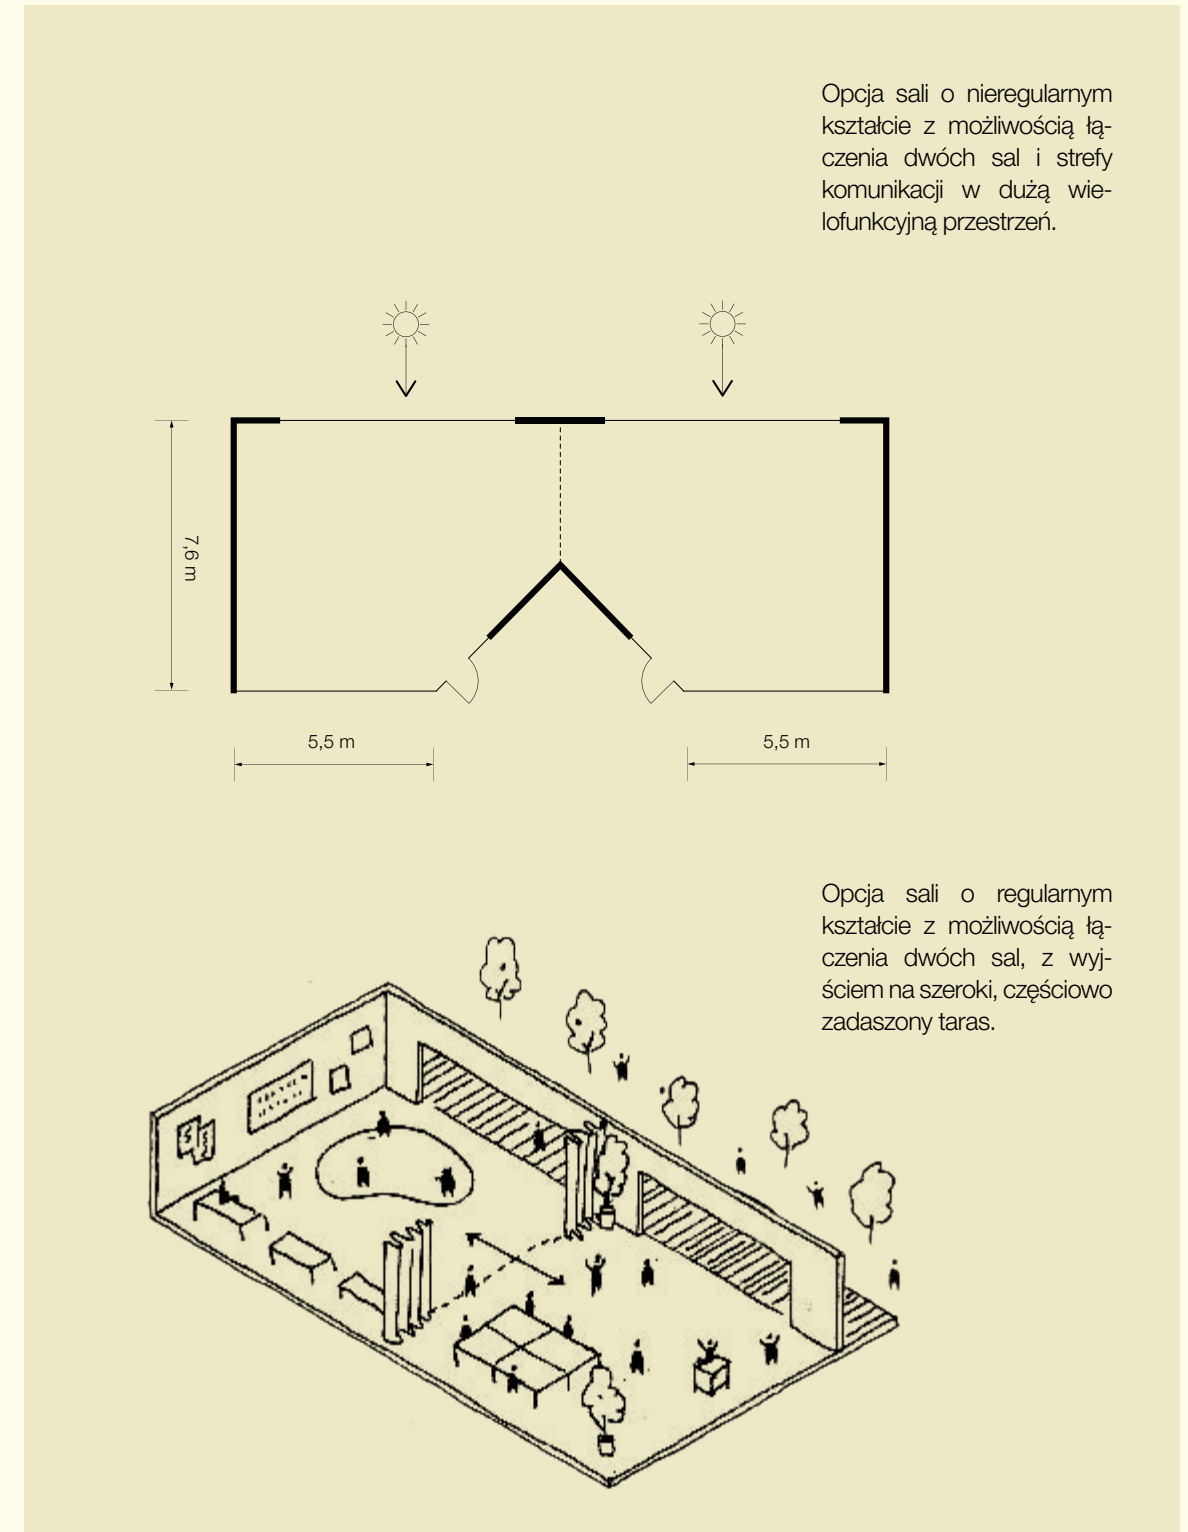 Opcja sali o nieregularnym
kształcie z możliwością łą-
czenia dwóch sal i strefy
komunikacji w dużą wie-
lofunkcyjną przestrzeń.
7,6 m
5,5 m
5,5 m
Opcja sali o regularnym
kształcie z możliwością łą-
czenia dwóch sal, z wyj-
ściem na szeroki, częściowo
zadaszony taras.